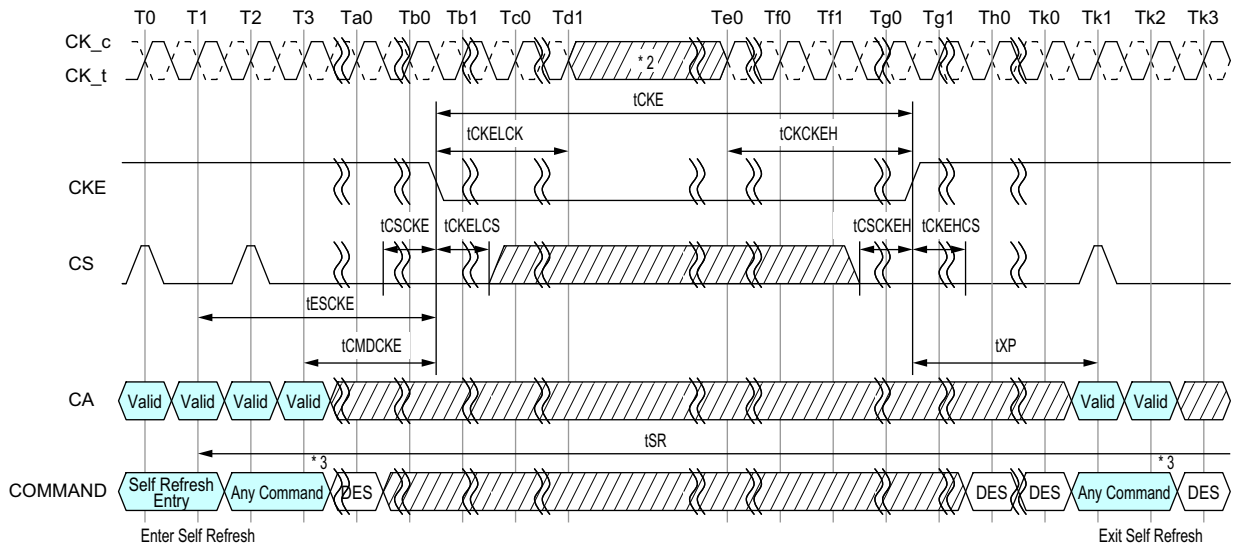 T0 T1 T2 T3 Ta0 Tb0 Tb1 Tc0 Td1 Te0 Tf0 Tf1 Tg0 Tg1 Th0 Tk0 Tk1 Tk2 Tk3
CK_c
CK_t
* 2
tCKE
tCKELCK tCKCKEH
CKE
tCSCKE tCKELCS tCSCKEH tCKEHCS
CS
tESCKE
tCMDCKE tXP
CA Valid Valid Valid Valid Valid Valid
tSR
* 3 * 3
COMMAND Self Refresh Entry Any Command DES DES DES Any Command DES
Enter Self Refresh Exit Self Refresh